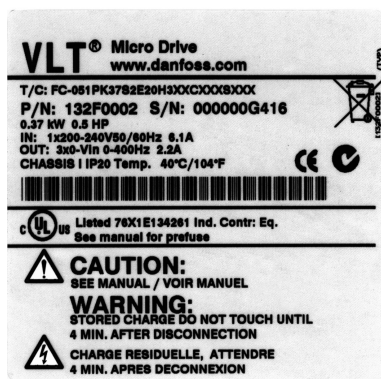 VLT® Micro Drive
www.danfoss.com
T/C: FC-051PK37S2E20H3XXCXXXSXXX
P/N: 132F0002 S/N: 000000G416
0.37 kW 0.5 HP
IN: 1x200-240V50/60Hz 6.1A
OUT: 3x0-Vin 0-400Hz 2.2A
CHASSIS I IP20 Temp. 40°C/104°F
CE
c UL us Listed 76X1E134261 Ind. Contr: Eq.
See manual for prefuse
CAUTION:
SEE MANUAL / VOIR MANUEL
WARNING:
STORED CHARGE DO NOT TOUCH UNTIL
4 MIN. AFTER DISCONNECTION
CHARGE RESIDUELLE, ATTENDRE
4 MIN. APRES DECONNEXION